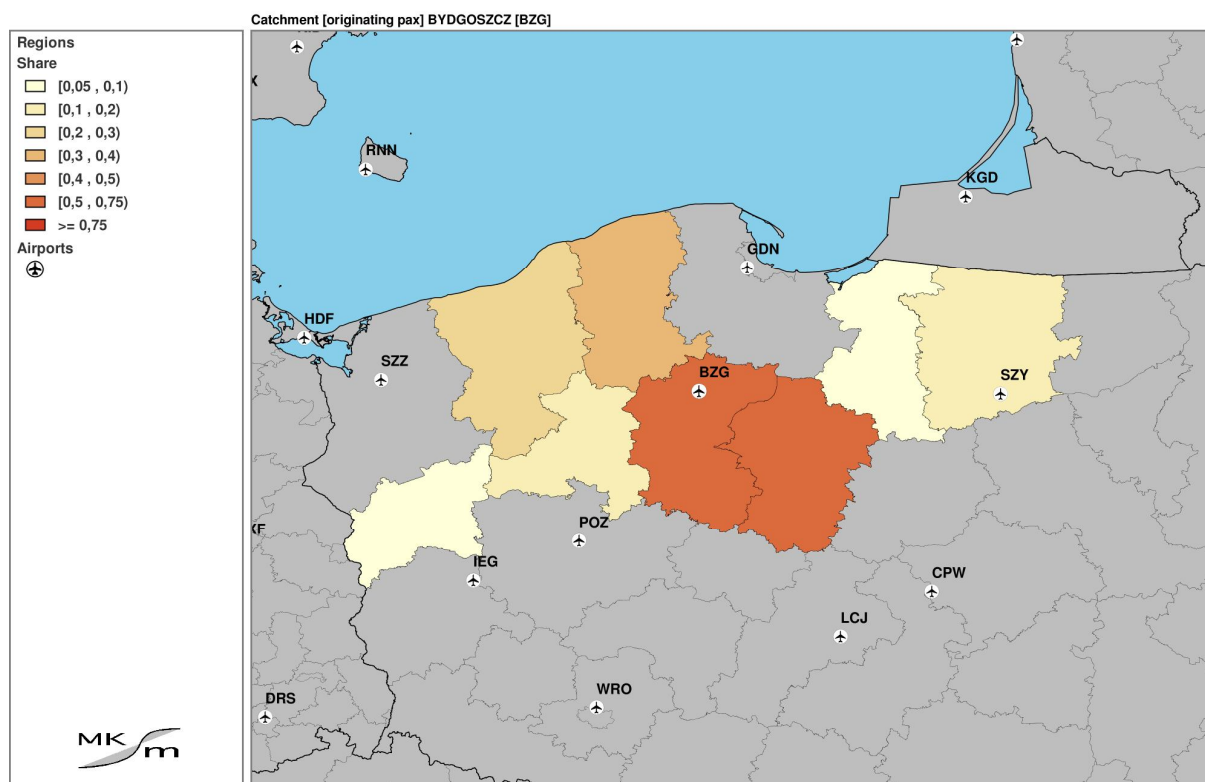 Catchment [originating pax] BYDGOSZCZ [BZG]
Regions
Share
[0,05 , 0,1)
[0,1 , 0,2)
[0,2 , 0,3)
[0,3 , 0,4)
[0,4 , 0,5)
[0,5 , 0,75)
>= 0,75
Airports
RNN
KGD
GDN
HDF
SZZ
BZG
SZY
POZ
IEG
CPW
LCJ
DRS
WRO
MK
m